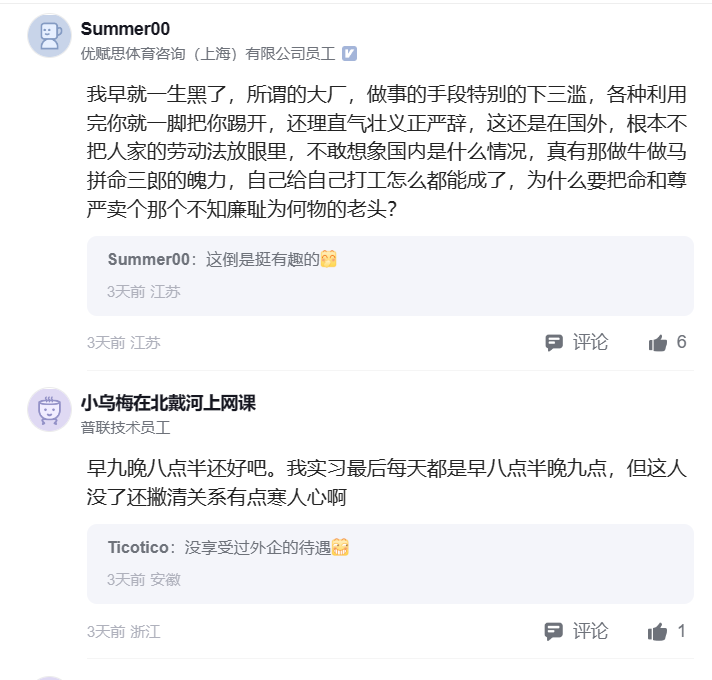 Summer00
优赋思体育咨询（上海）有限公司员工
我早就一生黑了，所谓的大厂，做事的手段特别的下三滥，各种利用
完你就一脚把你踢开，还理直气壮义正严辞，这还是在国外，根本不
把人家的劳动法放眼里，不敢想象国内是什么情况，真有那做牛做马
拼命三郎的魄力，自己给自己打工怎么都能成了，为什么要把命和尊
严卖个那个不知廉耻为何物的老头？
Summer00：这倒是挺有趣的
3天前 江苏
3天前 江苏
评论 6
小乌梅在北戴河上网课
普联技术员工
早九晚八点半还好吧。我实习最后每天都是早八点半晚九点，但这人
没了还撇清关系有点寒人心啊
Ticotico：没享受过外企的待遇
3天前 安徽
3天前 浙江
评论 1